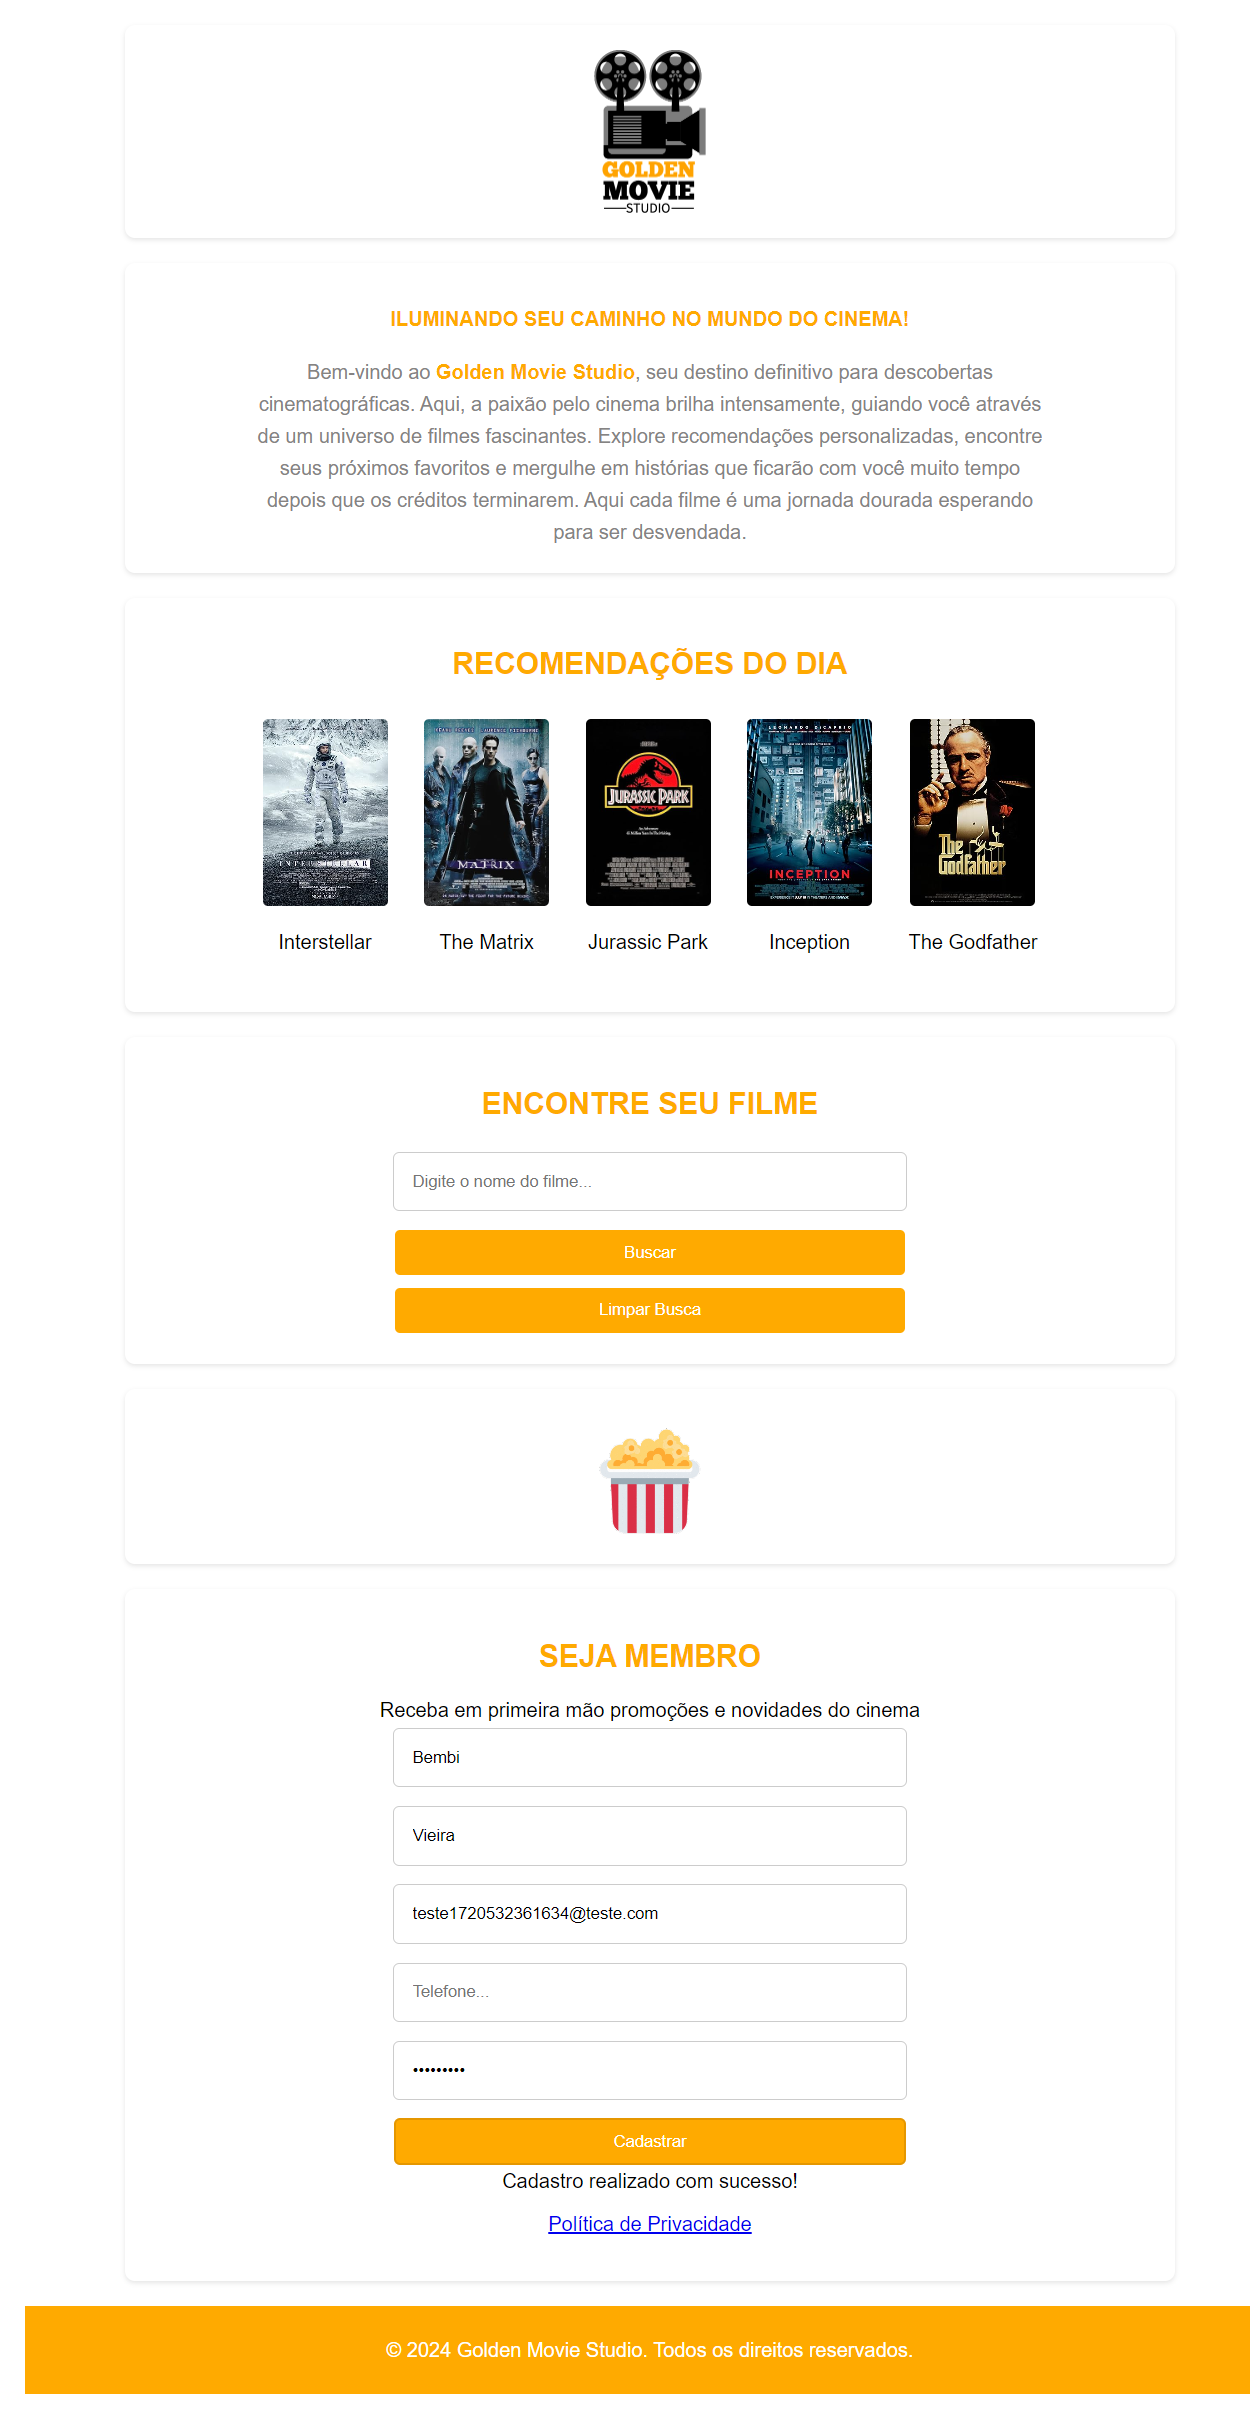 GOLDEN
MOVIE
STUDIO
ILUMINANDO SEU CAMINHO NO MUNDO DO CINEMA!
Bem-vindo ao Golden Movie Studio, seu destino definitivo para descobertas
cinematográficas. Aqui, a paixão pelo cinema brilha intensamente, guiando você através
de um universo de filmes fascinantes. Explore recomendações personalizadas, encontre
seus próximos favoritos e mergulhe em histórias que ficarão com você muito tempo
depois que os créditos terminarem. Aqui cada filme é uma jornada dourada esperando
para ser desvendada.
RECOMENDAÇÕES DO DIA
INTERSTELLAR
MATRIX
JURASSIC PARK
LEONARDO DICAPRIO
INCEPTION
The Godfather
Interstellar
The Matrix
Jurassic Park
Inception
The Godfather
ENCONTRE SEU FILME
Digite o nome do filme...
Buscar
Limpar Busca
SEJA MEMBRO
Receba em primeira mão promoções e novidades do cinema
Bembi
Vieira
teste1720532361634@teste.com
Telefone...
•••••••••
Cadastrar
Cadastro realizado com sucesso!
Política de Privacidade
© 2024 Golden Movie Studio. Todos os direitos reservados.